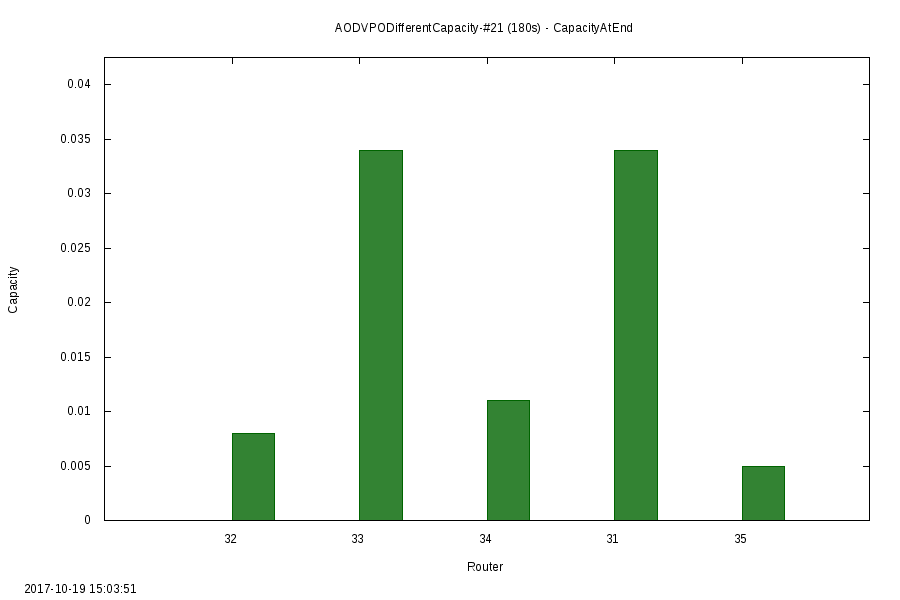 AODVPODifferentCapacity-#21 (180s) - CapacityAtEnd
0.04
0.035
0.03
0.025
0.02
0.015
0.01
0.005
0
Capacity
32 33 34 31 35
Router
2017-10-19 15:03:51